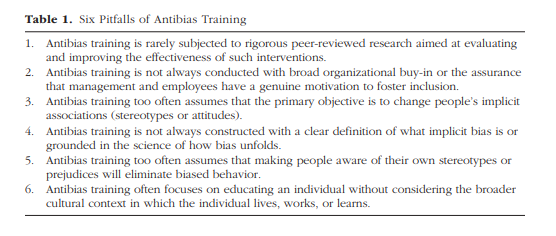 Table 1. Six Pitfalls of Antibias Training
1. Antibias training is rarely subjected to rigorous peer-reviewed research aimed at evaluating
and improving the effectiveness of such interventions.
2. Antibias training is not always conducted with broad organizational buy-in or the assurance
that management and employees have a genuine motivation to foster inclusion.
3. Antibias training too often assumes that the primary objective is to change people's implicit
associations (stereotypes or attitudes).
4. Antibias training is not always constructed with a clear definition of what implicit bias is or
grounded in the science of how bias unfolds.
5. Antibias training too often assumes that making people aware of their own stereotypes or
prejudices will eliminate biased behavior.
6. Antibias training often focuses on educating an individual without considering the broader
cultural context in which the individual lives, works, or learns.